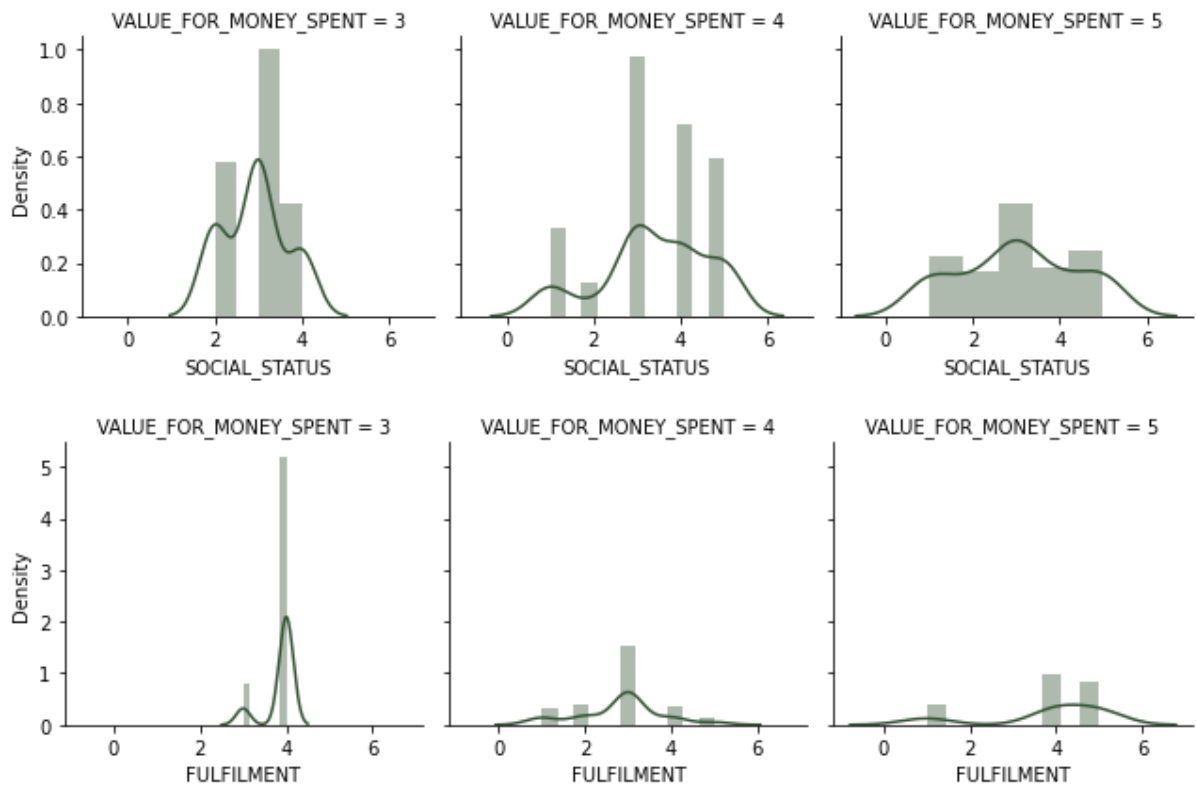 VALUE_FOR_MONEY_SPENT = 3
VALUE_FOR_MONEY_SPENT = 4
VALUE_FOR_MONEY_SPENT = 5
1.0
0.8
0.6
0.4
0.2
0.0
Density
0 2 4 6
0 2 4 6
0 2 4 6
SOCIAL_STATUS
SOCIAL_STATUS
SOCIAL_STATUS
VALUE_FOR_MONEY_SPENT = 3
VALUE_FOR_MONEY_SPENT = 4
VALUE_FOR_MONEY_SPENT = 5
5
4
3
2
1
0
Density
0 2 4 6
0 2 4 6
0 2 4 6
FULFILMENT
FULFILMENT
FULFILMENT